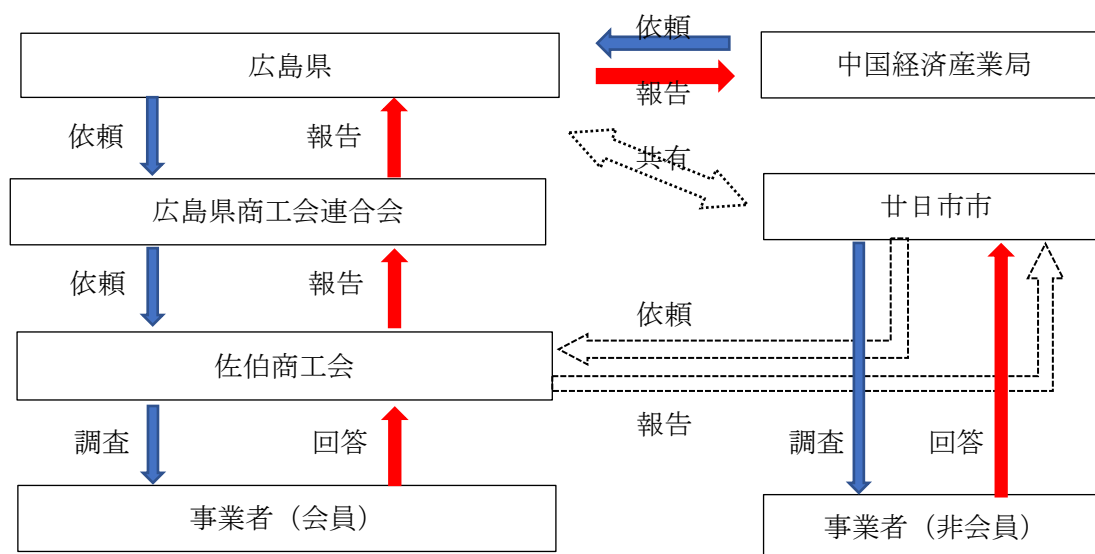 依頼
広島県
中国経済産業局
報告
依頼
報告
共有
広島県商工会連合会
廿日市市
依頼
報告
依頼
佐伯商工会
報告
調査
回答
調査
回答
事業者（会員）
事業者（非会員）